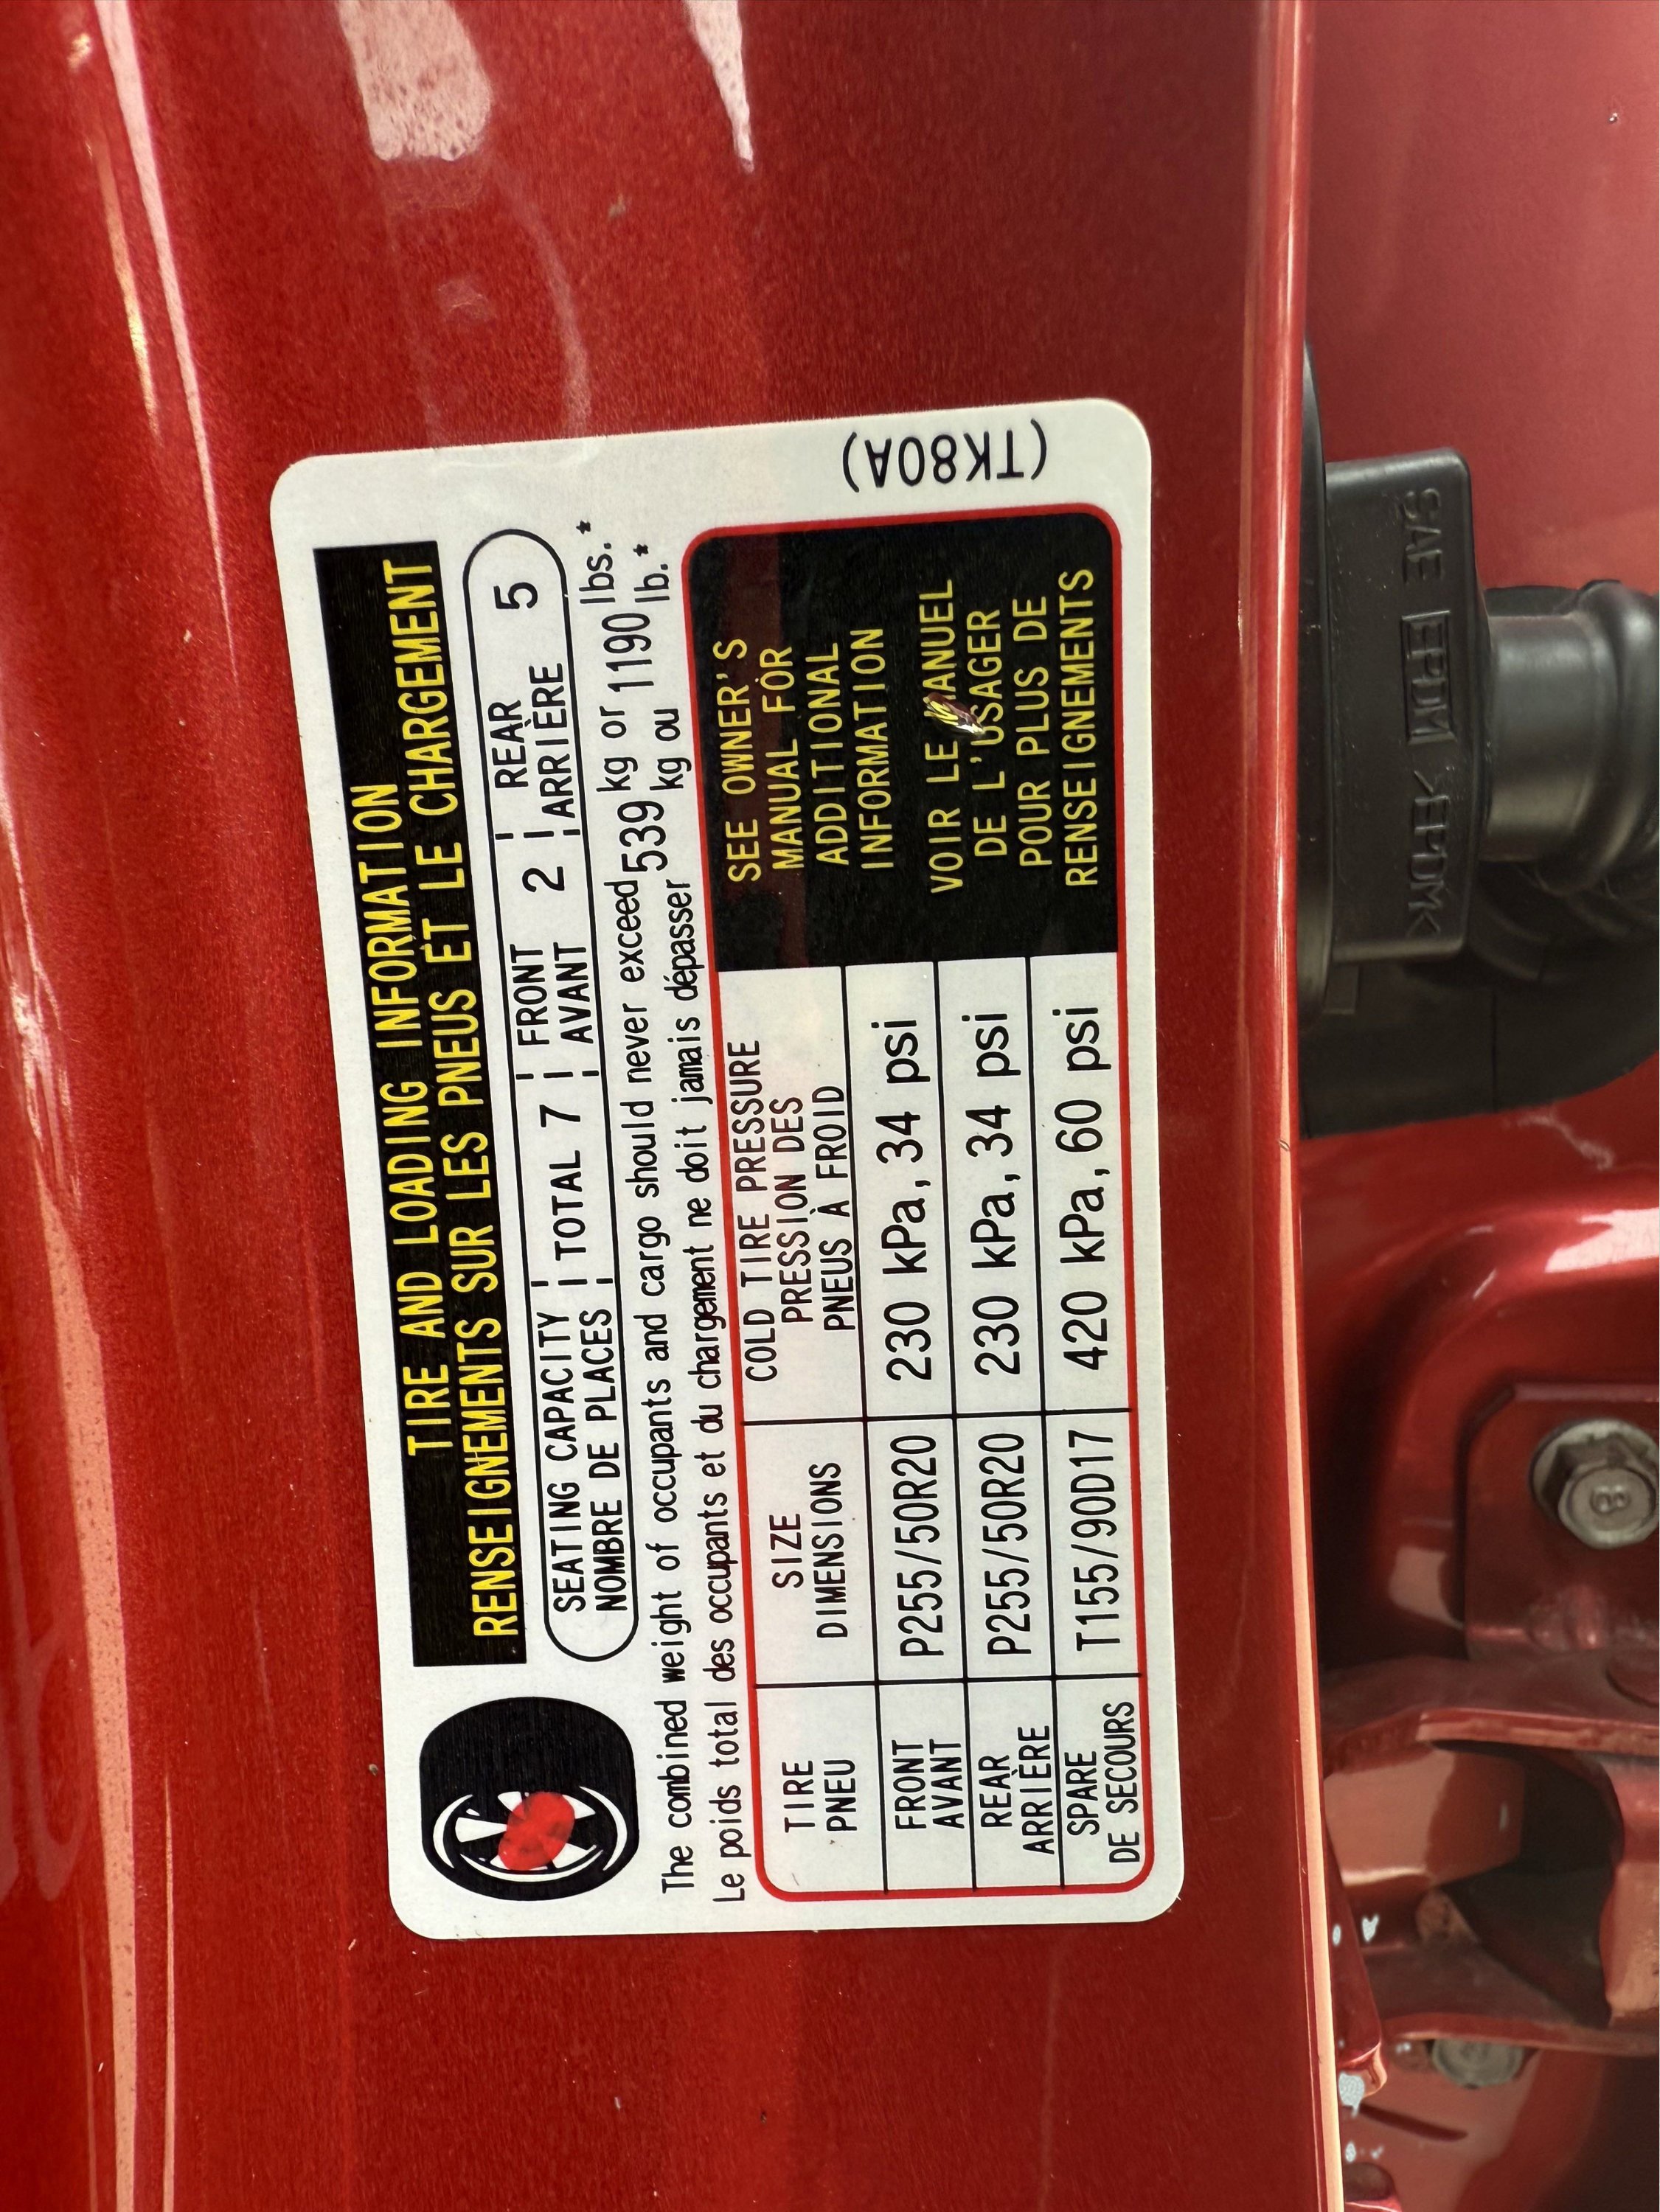 TIRE AND LOADING INFORMATION
RENSEIGNEMENTS SUR LES PNEUS ET LE CHARGEMENT
SEATING CAPACITY TOTAL 7 FRONT 2 REAR 5
NOMBRE DE PLACES AVANT ARRIÈRE
The combined weight of occupants and cargo should never exceed 539 kg or 1190 lbs.*
Le poids total des occupants et du chargement ne doit jamais dépasser 539 kg ou 1190 lb.*
TIRE SIZE COLD TIRE PRESSURE
PNEU DIMENSIONS PRESSION DES
PNEUS À FROID
FRONT P255/50R20 230 kPa, 34 psi
AVANT
REAR P255/50R20 230 kPa, 34 psi
ARRIÈRE
SPARE T155/90D17 420 kPa, 60 psi
DE SECOURS
SEE OWNER'S
MANUAL FOR
ADDITIONAL
INFORMATION
VOIR LE MANUEL
DE L'USAGER
POUR PLUS DE
RENSEIGNEMENTS
(TK80A)
SAE EPDM >EPDM<
8